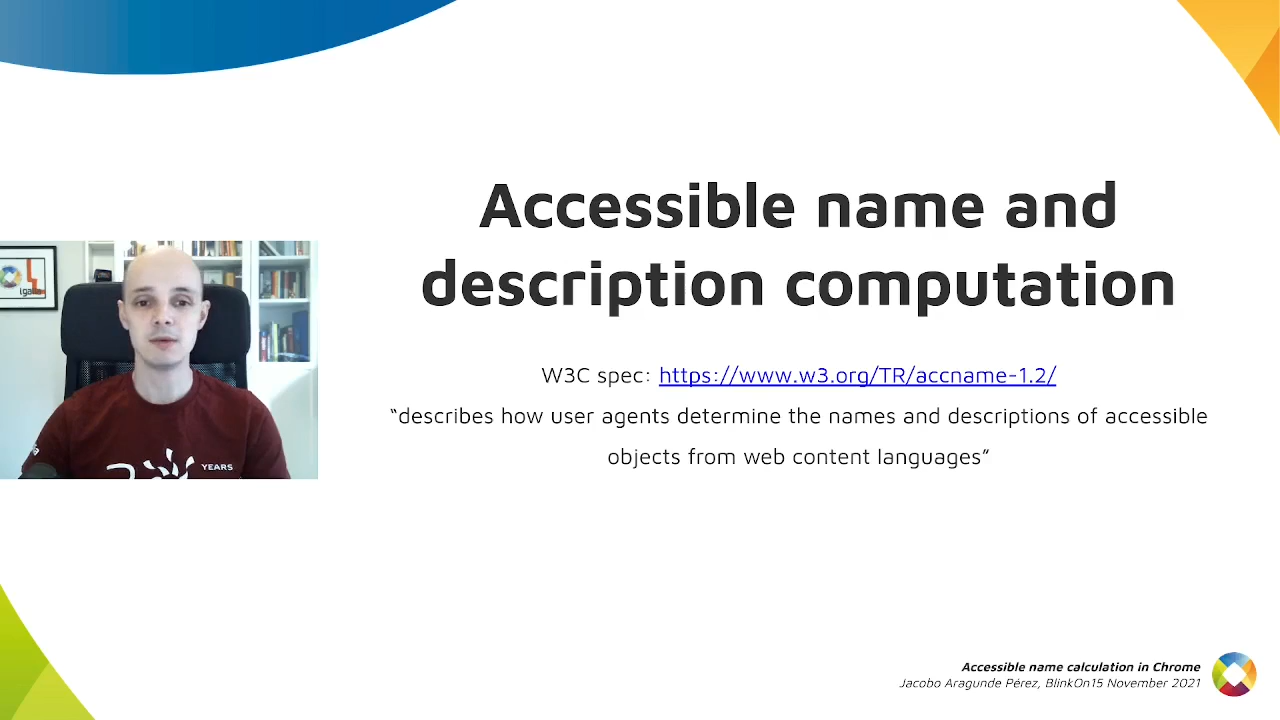 Accessible name and
description computation
W3C spec: https://www.w3.org/TR/accname-1.2/
“describes how user agents determine the names and descriptions of accessible
objects from web content languages”
igalia
YEARS
Accessible name calculation in Chrome
Jacobo Aragunde Pérez, BlinkOn15 November 2021